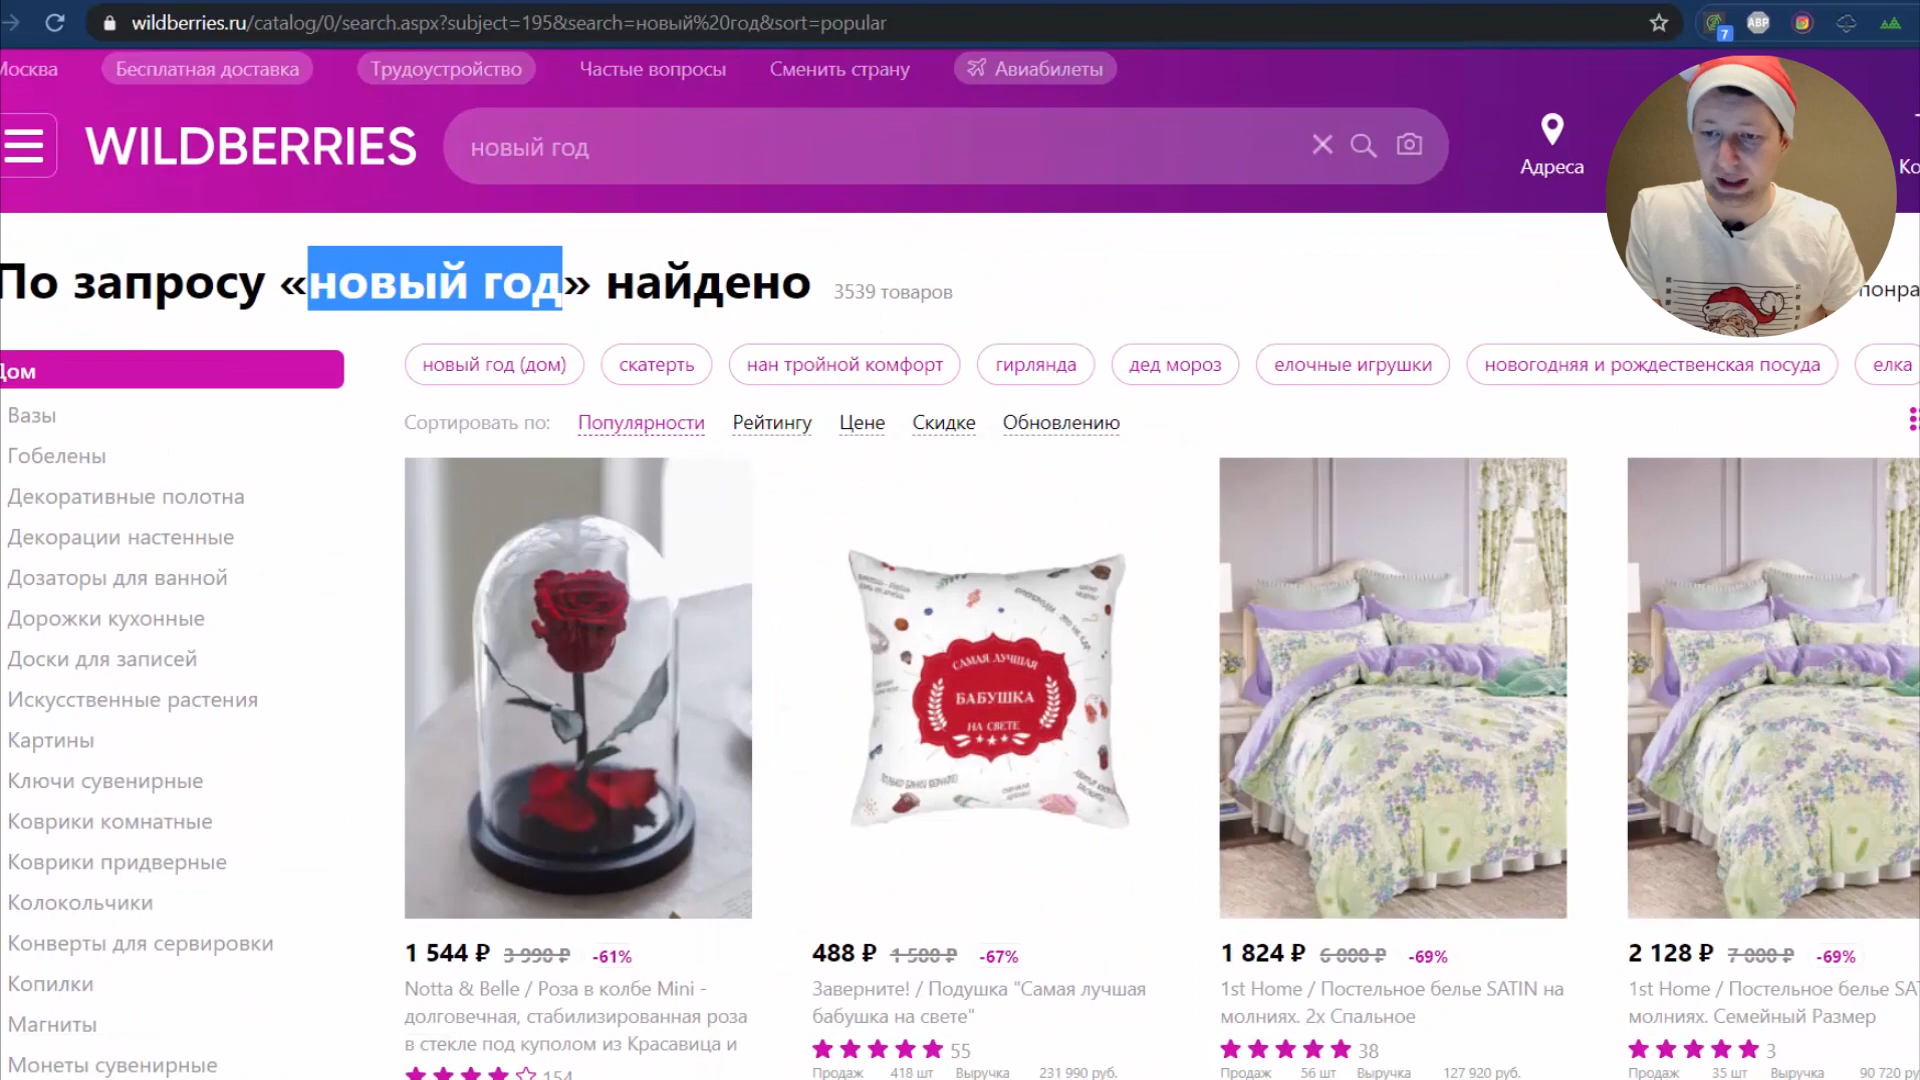 wildberries.ru/catalog/0/search.aspx?subject=195&search=новый%20год&sort=popular
7
ABP
Москва
Бесплатная доставка
Трудоустройство
Частые вопросы
Сменить страну
Авиабилеты
WILDBERRIES
новый год
Адреса
Ко
По запросу «новый год» найдено 3539 товаров
понра
Дом
новый год (дом)
скатерть
нан тройной комфорт
гирлянда
дед мороз
елочные игрушки
новогодняя и рождественская посуда
елка
Сортировать по: Популярности Рейтингу Цене Скидке Обновлению
Вазы
Гобелены
Декоративные полотна
Декорации настенные
Дозаторы для ванной
Дорожки кухонные
Доски для записей
Искусственные растения
Картины
Ключи сувенирные
Коврики комнатные
Коврики придверные
Колокольчики
Конверты для сервировки
Копилки
Магниты
Монеты сувенирные
САМАЯ ЛУЧШАЯ
БАБУШКА
НА СВЕТЕ
1 544 ₽ 3 990 ₽ -61%
Notta & Belle / Роза в колбе Mini -
долговечная, стабилизированная роза
в стекле под куполом из Красавица и
154
488 ₽ 1 500 ₽ -67%
Заверните! / Подушка "Самая лучшая
бабушка на свете"
55
Продаж 418 шт Выручка 231 990 руб.
1 824 ₽ 6 000 ₽ -69%
1st Home / Постельное белье SATIN на
молниях. 2х Спальное
38
Продаж 56 шт Выручка 127 920 руб.
2 128 ₽ 7 000 ₽ -69%
1st Home / Постельное белье SAT
молниях. Семейный Размер
3
Продаж 35 шт Выручка 90 720 ру